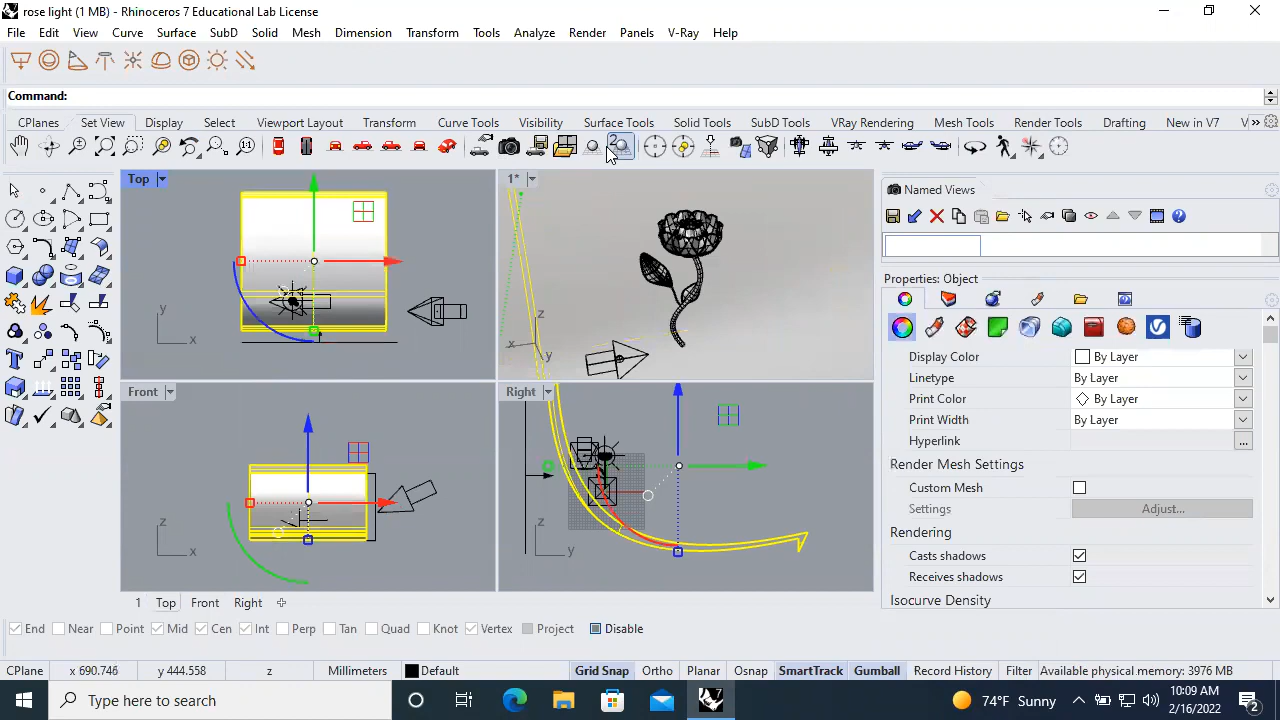 rose light (1 MB) - Rhinoceros 7 Educational Lab License
File Edit View Curve Surface Solid SubD Mesh Dimension Transform Tools Analyze Render Panels V-Ray Help
Command:
CPlanes Set View Display Select Viewport Layout Transform Curve Tools Visibility Surface Tools Solid Tools SubD Tools VRay Rendering Mesh Tools Render Tools Drafting New in V7 V »
Top
1*
Named Views
Properties: Object
y x
z x y
Display Color By Layer
Linetype By Layer
Front
Right
Print Color By Layer
Print Width By Layer
Hyperlink ...
Render Mesh Settings
Custom Mesh
Settings Adjust...
z x
z y
Rendering
Casts shadows
Receives shadows
Isocurve Density
1 Top Front Right
End Near Point Mid Cen Int Perp Tan Quad Knot Vertex Project Disable
CPlane x 690.746 y 444.558 z Millimeters Default Grid Snap Ortho Planar Osnap SmartTrack Gumball Record History Filter Available physical memory: 3976 MB
Type here to search
74°F Sunny
10:09 AM
2/16/2022
2